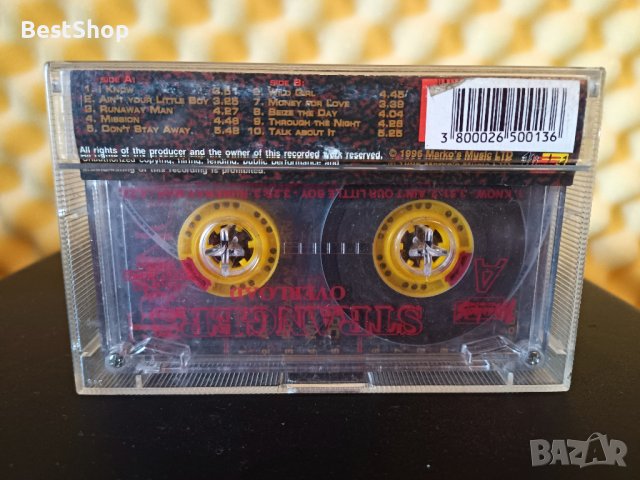 BestShop
SIDE A:
1. I KNOW 3.51
2. AIN'T YOUR LITTLE BOY 3.25
3. RUNAWAY MAN 4.27
4. MISSION 4.48
5. DON'T STAY AWAY. 5.48
SIDE B:
6. WILD GIRL 4.45
7. MONEY FOR LOVE 3.39
8. SEIZE THE DAY 4.04
9. THROUGH THE NIGHT 4.26
10. TALK ABOUT IT 5.25
3 800026 500136
All rights of the producer and the owner of this recorded work reserved.
Unauthorised copying, hiring, lending, public performance and
broadcasting of this recording is prohibited.
© 1996 Marko's Music LTD
A
STRANGER
OVERLOAD
BAZAR